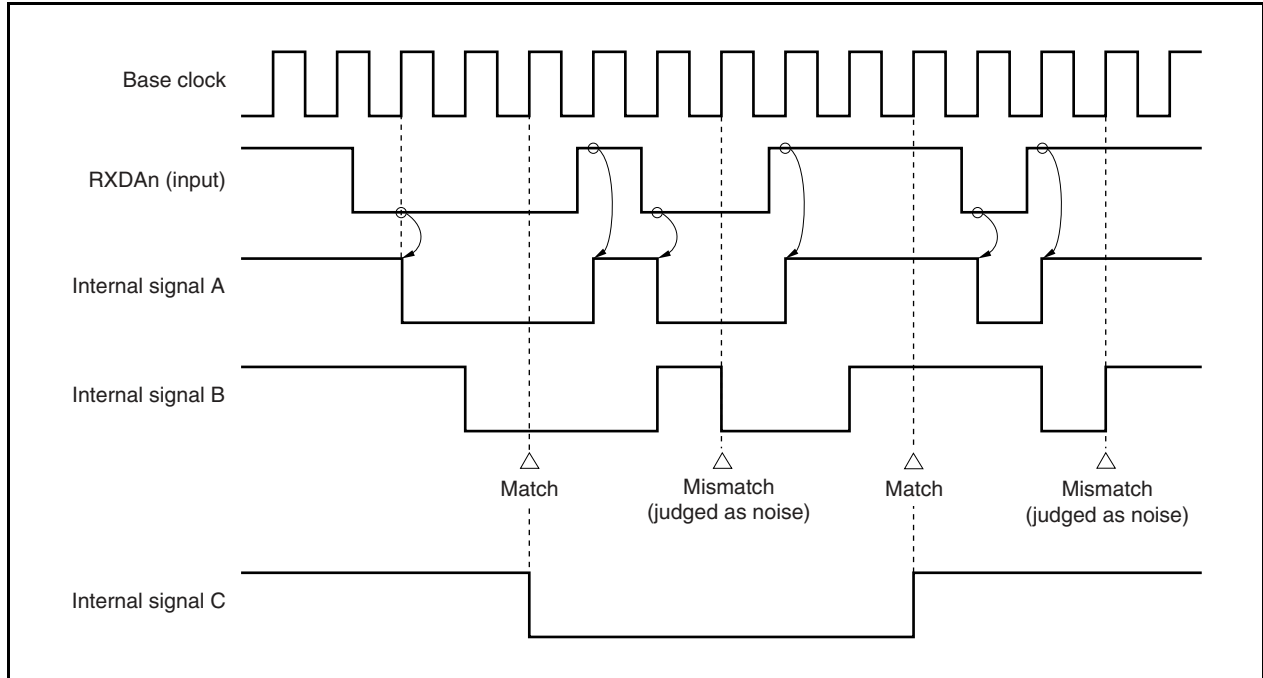 Base clock
RXDAn (input)
Internal signal A
Internal signal B
Match
Mismatch
(judged as noise)
Match
Mismatch
(judged as noise)
Internal signal C